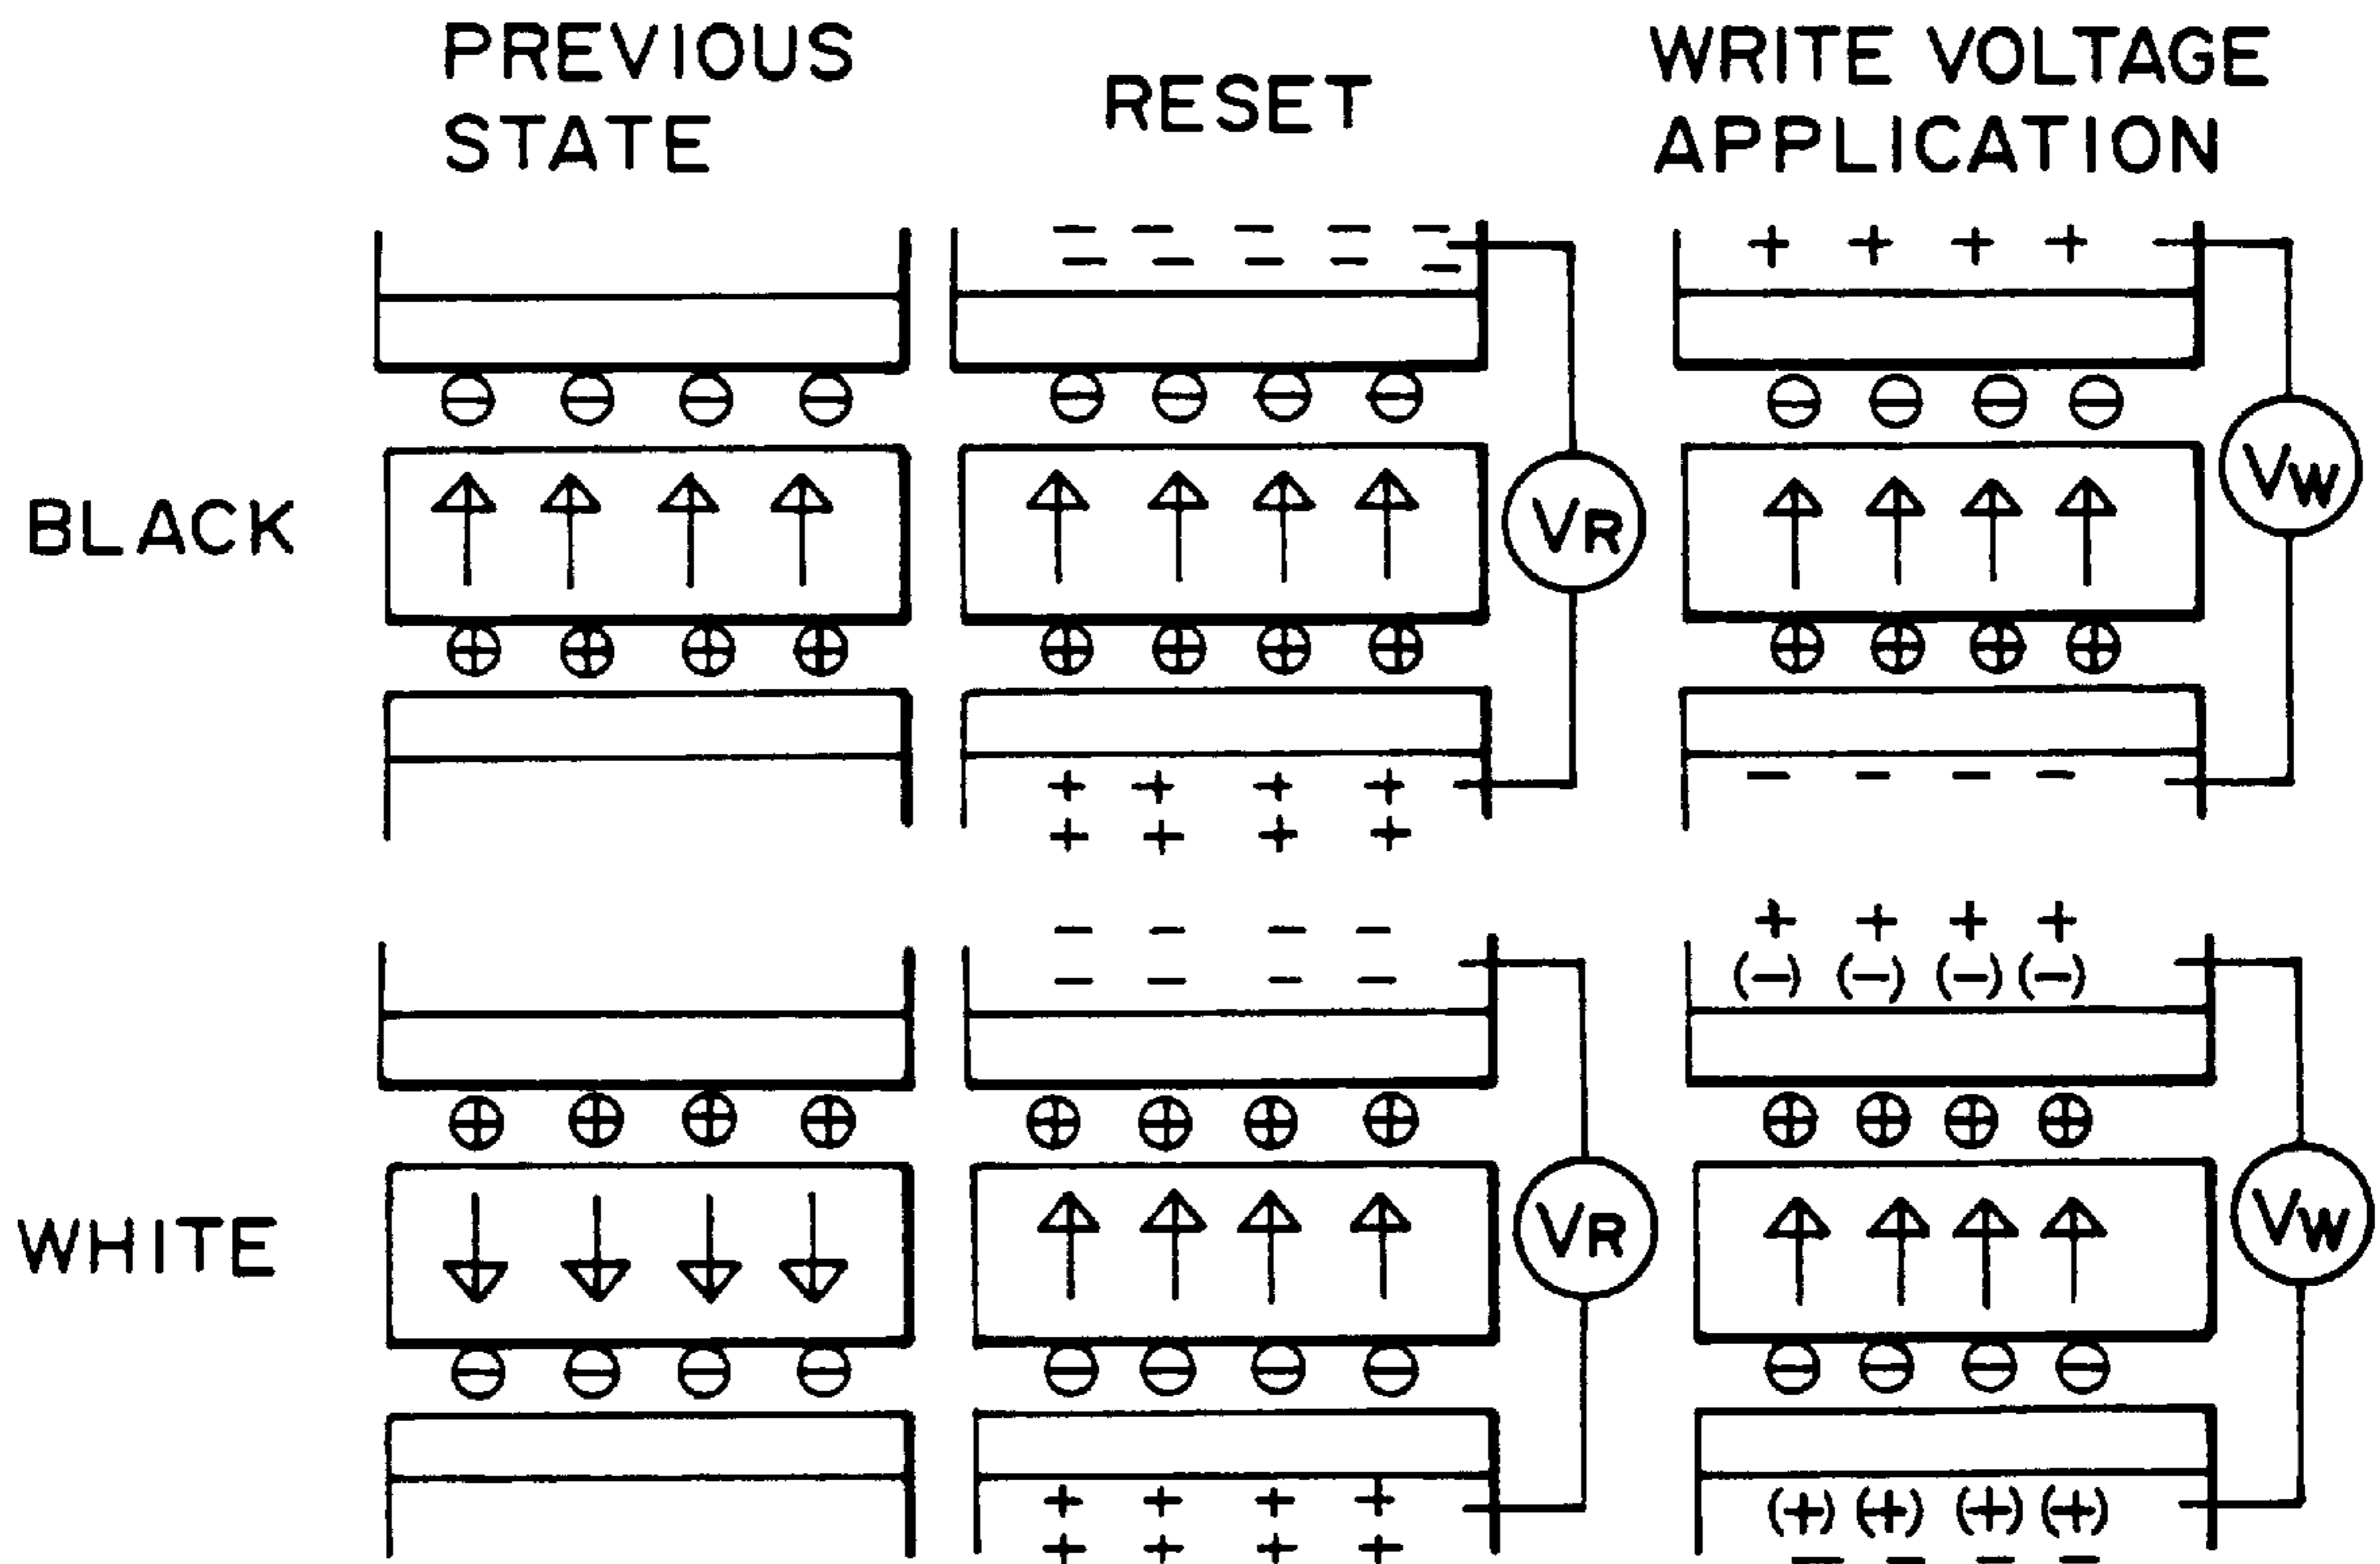 PREVIOUS
STATE
RESET
WRITE VOLTAGE
APPLICATION
− − − − −
− − − − −
+ + + +
⊖ ⊖ ⊖ ⊖
⊖ ⊖ ⊖ ⊖
⊖ ⊖ ⊖ ⊖
BLACK
VR
VW
⊕ ⊕ ⊕ ⊕
⊕ ⊕ ⊕ ⊕
⊕ ⊕ ⊕ ⊕
+ + + +
+ + + +
− − − −
− − − −
− − − −
+ + + +
(−) (−) (−) (−)
⊕ ⊕ ⊕ ⊕
⊕ ⊕ ⊕ ⊕
⊕ ⊕ ⊕ ⊕
WHITE
VR
VW
⊖ ⊖ ⊖ ⊖
⊖ ⊖ ⊖ ⊖
⊖ ⊖ ⊖ ⊖
+ + + +
+ + + +
(+) (+) (+) (+)
− − − −